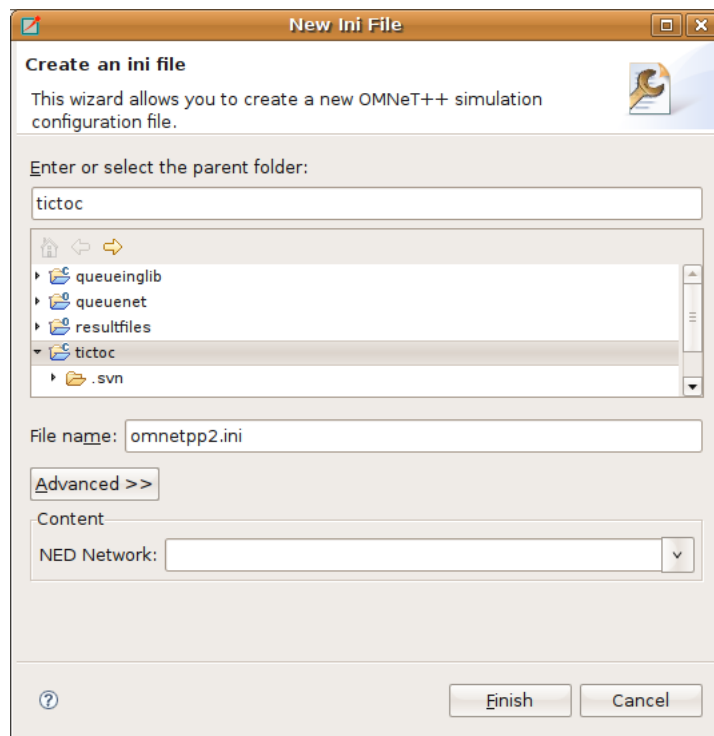 New Ini File
Create an ini file
This wizard allows you to create a new OMNeT++ simulation
configuration file.
Enter or select the parent folder:
tictoc
queueinglib
queuenet
resultfiles
tictoc
.svn
File name: omnetpp2.ini
Advanced >>
Content
NED Network:
Finish Cancel